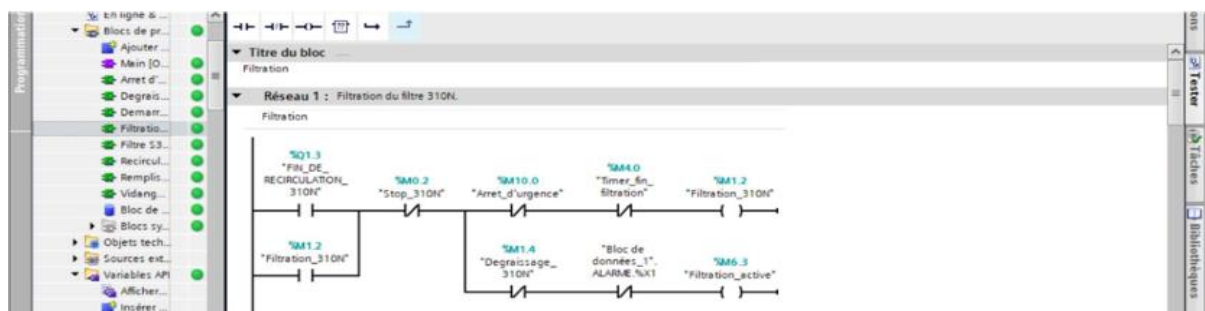 Programmation
En ligne & ...
Blocs de pr...
Ajouter ...
Main [O...
Arret d'...
Degrais...
Demarr...
Filtratio...
Filtre S3...
Recircul...
Remplis...
Vidang...
Bloc de ...
Blocs sy...
Objets tech...
Sources ext...
Variables API
Afficher...
Insérer ...
Titre du bloc .....
Filtration
Réseau 1 : Filtration du filtre 310N.
Filtration
%Q1.3
"FIN_DE_
RECIRCULATION_
310N"
%M0.2
"Stop_310N"
%M10.0
"Arret_d'urgence"
%M4.0
"Timer_fin_
filtration"
%M1.2
"Filtration_310N"
%M1.2
"Filtration_310N"
%M1.4
"Degraissage_
310N"
"Bloc de
données_1".
ALARME.%X1
%M6.3
"Filtration_active"
ons
Tester
Tâches
Bibliothèques